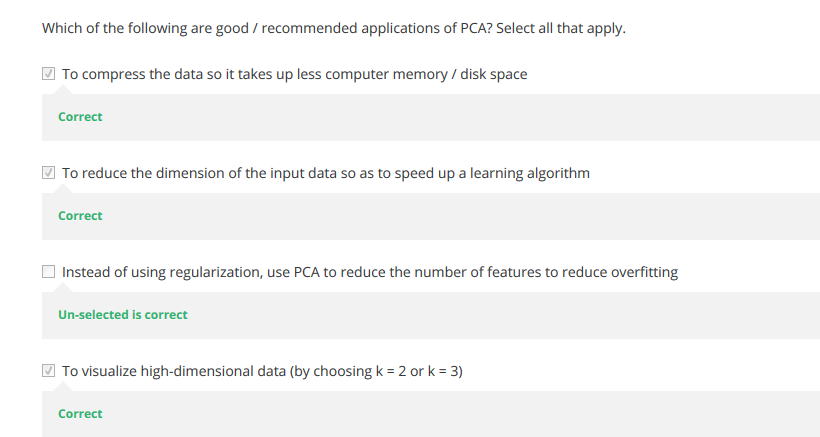 Which of the following are good / recommended applications of PCA? Select all that apply.
To compress the data so it takes up less computer memory / disk space
Correct
To reduce the dimension of the input data so as to speed up a learning algorithm
Correct
Instead of using regularization, use PCA to reduce the number of features to reduce overfitting
Un-selected is correct
To visualize high-dimensional data (by choosing k = 2 or k = 3)
Correct